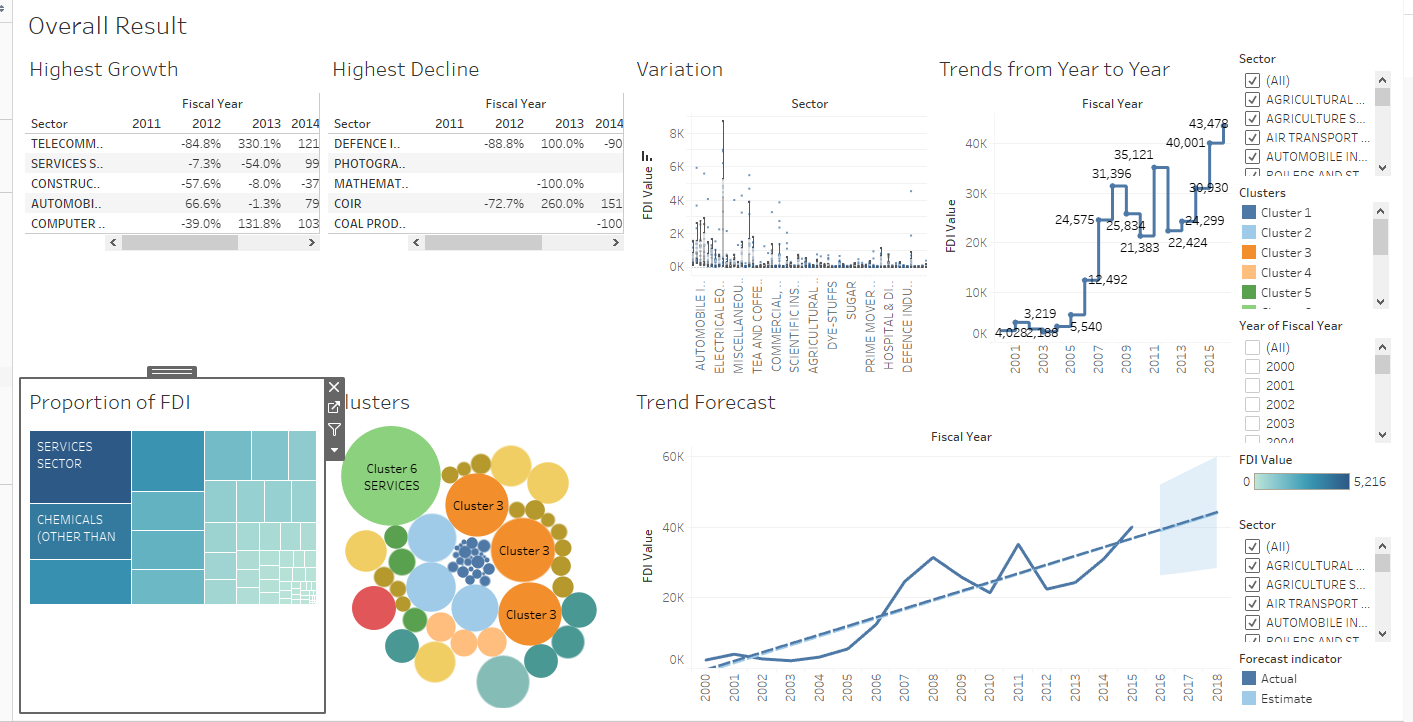 Overall Result
Highest Growth
Fiscal Year
Sector 2011 2012 2013 2014
TELECOMM.. -84.8% 330.1% 121
SERVICES S.. -7.3% -54.0% 99
CONSTRUC.. -57.6% -8.0% -37
AUTOMOBI.. 66.6% -1.3% 79
COMPUTER .. -39.0% 131.8% 103
Highest Decline
Fiscal Year
Sector 2011 2012 2013 2014
DEFENCE I.. -88.8% 100.0% -90
PHOTOGRA..
MATHEMAT.. -100.0%
COIR -72.7% 260.0% 151
COAL PROD.. -100
Variation
Sector
FDI Value
8K
6K
4K
2K
0K
AUTOMOBILE I..
ELECTRICAL EQ..
MISCELLANEOU..
TEA AND COFFE..
COMMERCIAL, ..
SCIENTIFIC INS..
AGRICULTURAL ..
DYE-STUFFS
SUGAR
PRIME MOVER ..
HOSPITAL & DI..
DEFENCE INDU..
Trends from Year to Year
Fiscal Year
FDI Value
40K
30K
20K
10K
0K
43,478
40,001
35,121
31,396
30,930
24,575
25,834
24,299
21,383
22,424
12,492
3,219
4,028
2,188
5,540
2001
2003
2005
2007
2009
2011
2013
2015
Sector
(All)
AGRICULTURAL ...
AGRICULTURE S...
AIR TRANSPORT ...
AUTOMOBILE IN...
BOILERS AND ST...
Clusters
Cluster 1
Cluster 2
Cluster 3
Cluster 4
Cluster 5
Year of Fiscal Year
(All)
2000
2001
2002
2003
2004
FDI Value
0 5,216
Sector
(All)
AGRICULTURAL ...
AGRICULTURE S...
AIR TRANSPORT ...
AUTOMOBILE IN...
BOILERS AND ST...
Forecast indicator
Actual
Estimate
Proportion of FDI
SERVICES
SECTOR
CHEMICALS
(OTHER THAN
lusters
Cluster 6
SERVICES
Cluster 3
Cluster 3
Cluster 3
Trend Forecast
Fiscal Year
FDI Value
60K
40K
20K
0K
2000
2001
2002
2003
2004
2005
2006
2007
2008
2009
2010
2011
2012
2013
2014
2015
2016
2017
2018